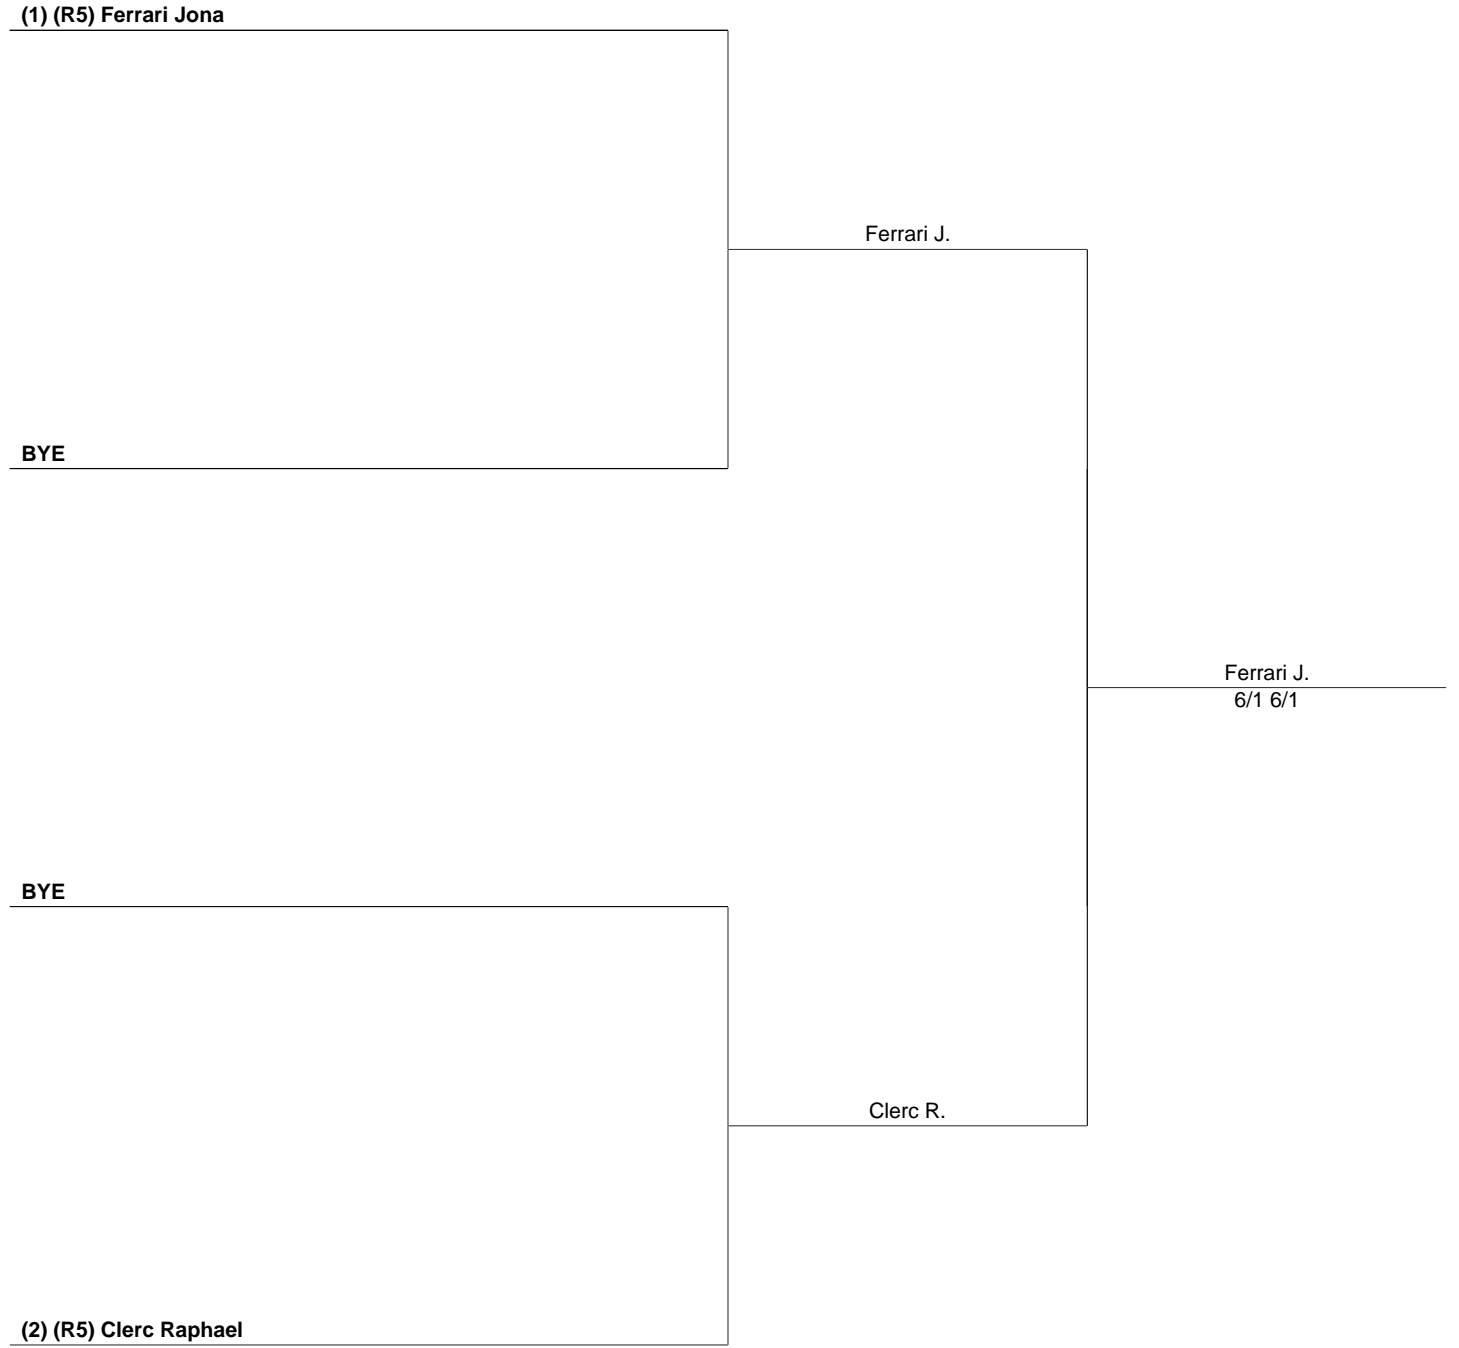 (1) (R5) Ferrari Jona
Ferrari J.
BYE
Ferrari J.
6/1 6/1
BYE
Clerc R.
(2) (R5) Clerc Raphael